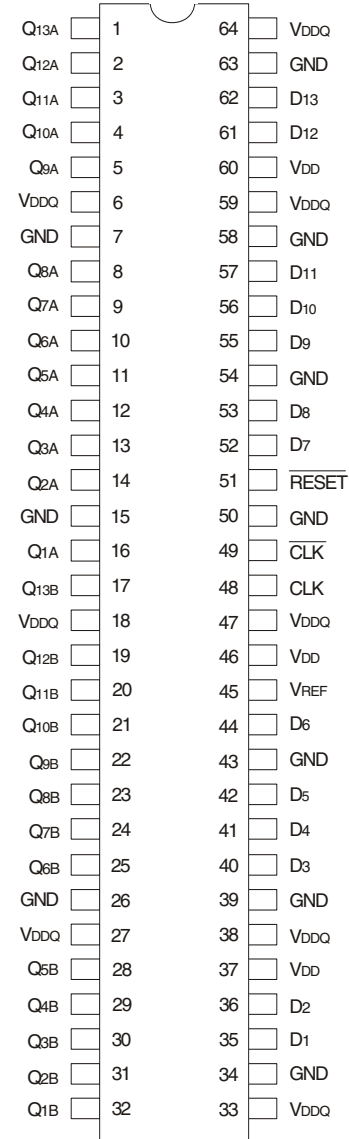 Q13A 1 64 VDDQ
Q12A 2 63 GND
Q11A 3 62 D13
Q10A 4 61 D12
Q9A 5 60 VDD
VDDQ 6 59 VDDQ
GND 7 58 GND
Q8A 8 57 D11
Q7A 9 56 D10
Q6A 10 55 D9
Q5A 11 54 GND
Q4A 12 53 D8
Q3A 13 52 D7
Q2A 14 51 R̅E̅S̅E̅T̅
GND 15 50 GND
Q1A 16 49 C̅L̅K̅
Q13B 17 48 CLK
VDDQ 18 47 VDDQ
Q12B 19 46 VDD
Q11B 20 45 VREF
Q10B 21 44 D6
Q9B 22 43 GND
Q8B 23 42 D5
Q7B 24 41 D4
Q6B 25 40 D3
GND 26 39 GND
VDDQ 27 38 VDDQ
Q5B 28 37 VDD
Q4B 29 36 D2
Q3B 30 35 D1
Q2B 31 34 GND
Q1B 32 33 VDDQ